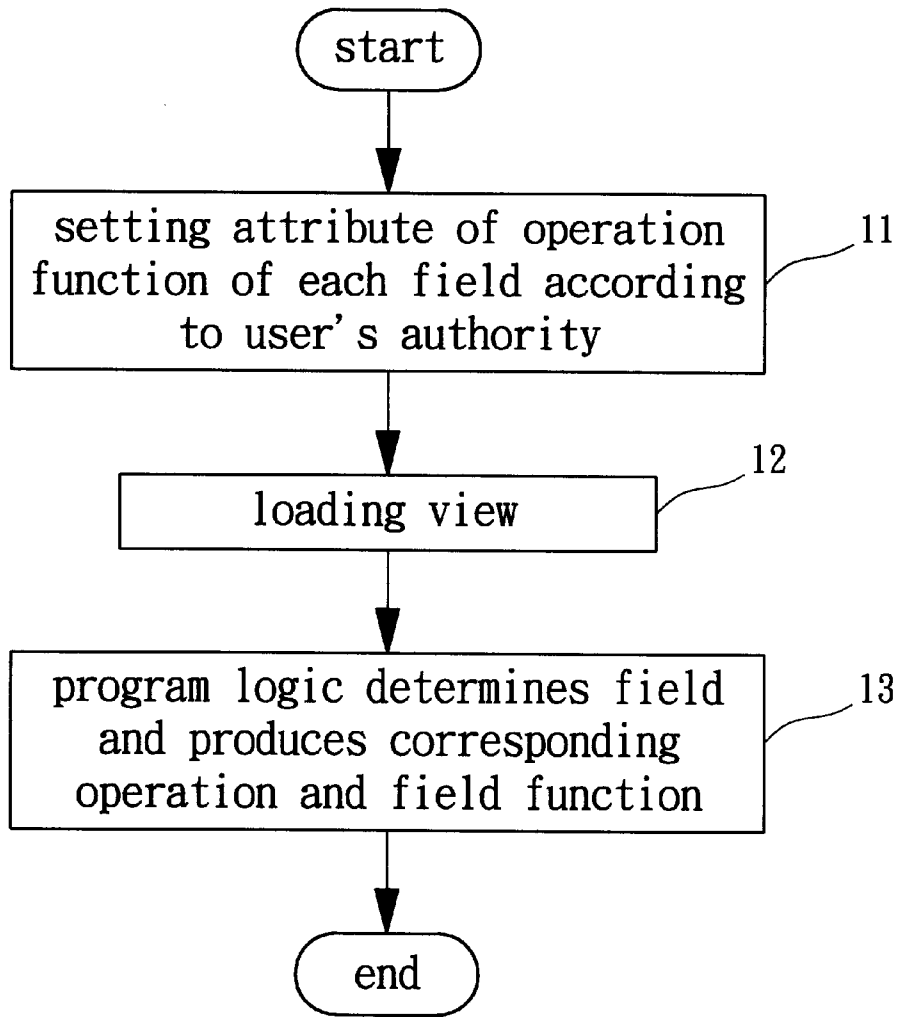 start
setting attribute of operation
function of each field according
to user's authority
11
loading view
12
program logic determines field
and produces corresponding
operation and field function
13
end